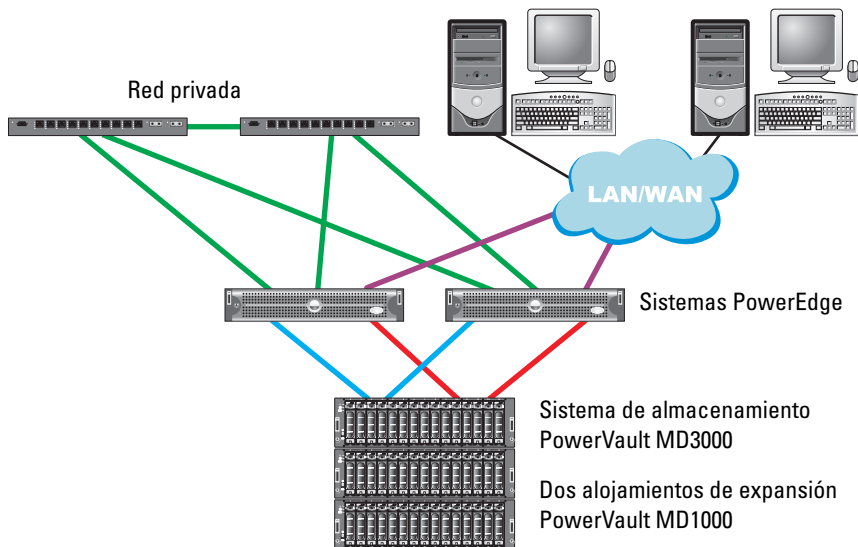 Red privada
LAN/WAN
Sistemas PowerEdge
Sistema de almacenamiento
PowerVault MD3000
Dos alojamientos de expansión
PowerVault MD1000